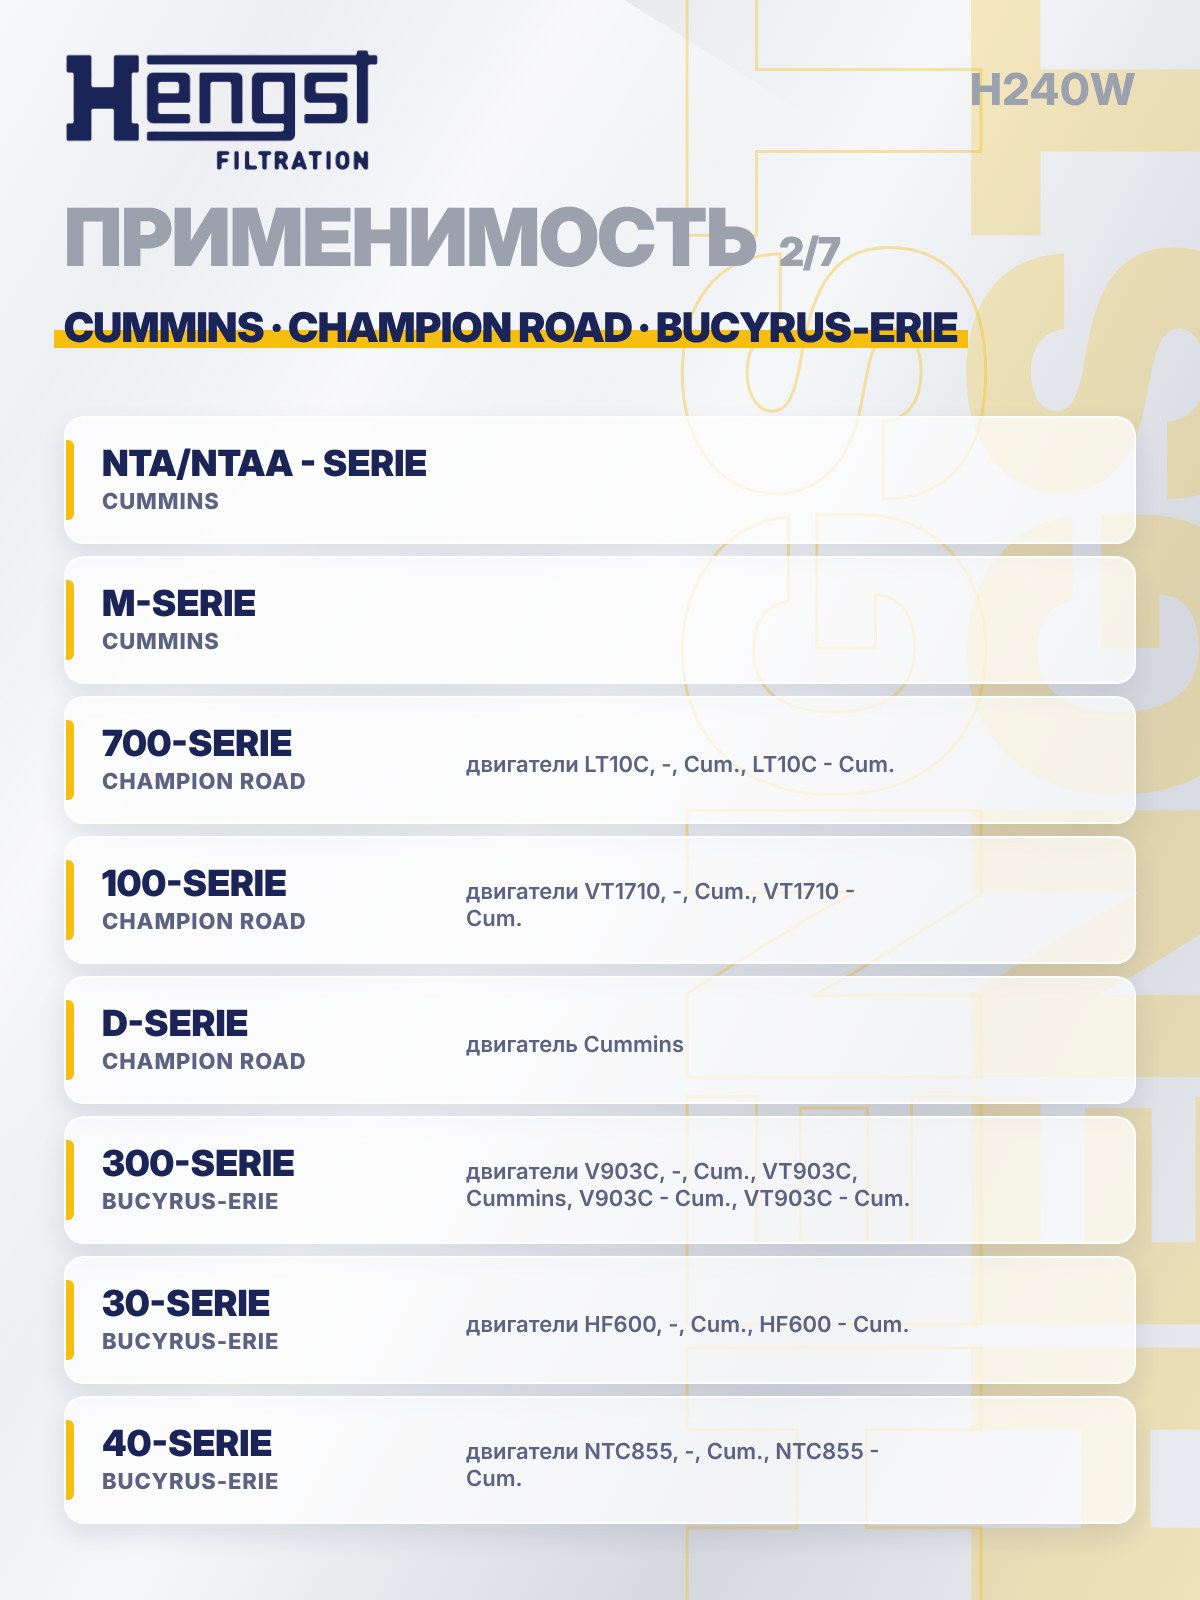 Hengst
FILTRATION
H240W
ПРИМЕНИМОСТЬ 2/7
CUMMINS · CHAMPION ROAD · BUCYRUS-ERIE
NTA/NTAA - SERIE
CUMMINS
M-SERIE
CUMMINS
700-SERIE
CHAMPION ROAD
двигатели LT10C, -, Cum., LT10C - Cum.
100-SERIE
CHAMPION ROAD
двигатели VT1710, -, Cum., VT1710 -
Cum.
D-SERIE
CHAMPION ROAD
двигатель Cummins
300-SERIE
BUCYRUS-ERIE
двигатели V903C, -, Cum., VT903C,
Cummins, V903C - Cum., VT903C - Cum.
30-SERIE
BUCYRUS-ERIE
двигатели HF600, -, Cum., HF600 - Cum.
40-SERIE
BUCYRUS-ERIE
двигатели NTC855, -, Cum., NTC855 -
Cum.
HENGST
HENGST